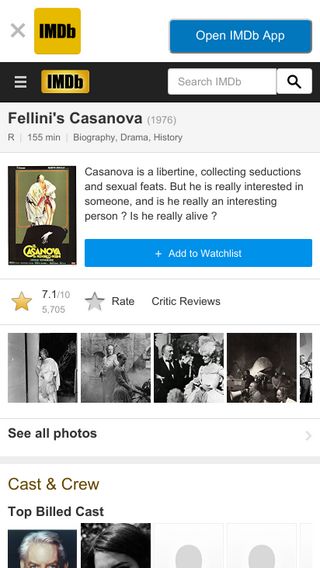 IMDb
Open IMDb App
IMDb
Search IMDb
Fellini's Casanova (1976)
R | 155 min | Biography, Drama, History
Casanova is a libertine, collecting seductions
and sexual feats. But he is really interested in
someone, and is he really an interesting
person ? Is he really alive ?
CASANOVA
+ Add to Watchlist
7.1/10
5,705
Rate
Critic Reviews
See all photos
Cast & Crew
Top Billed Cast